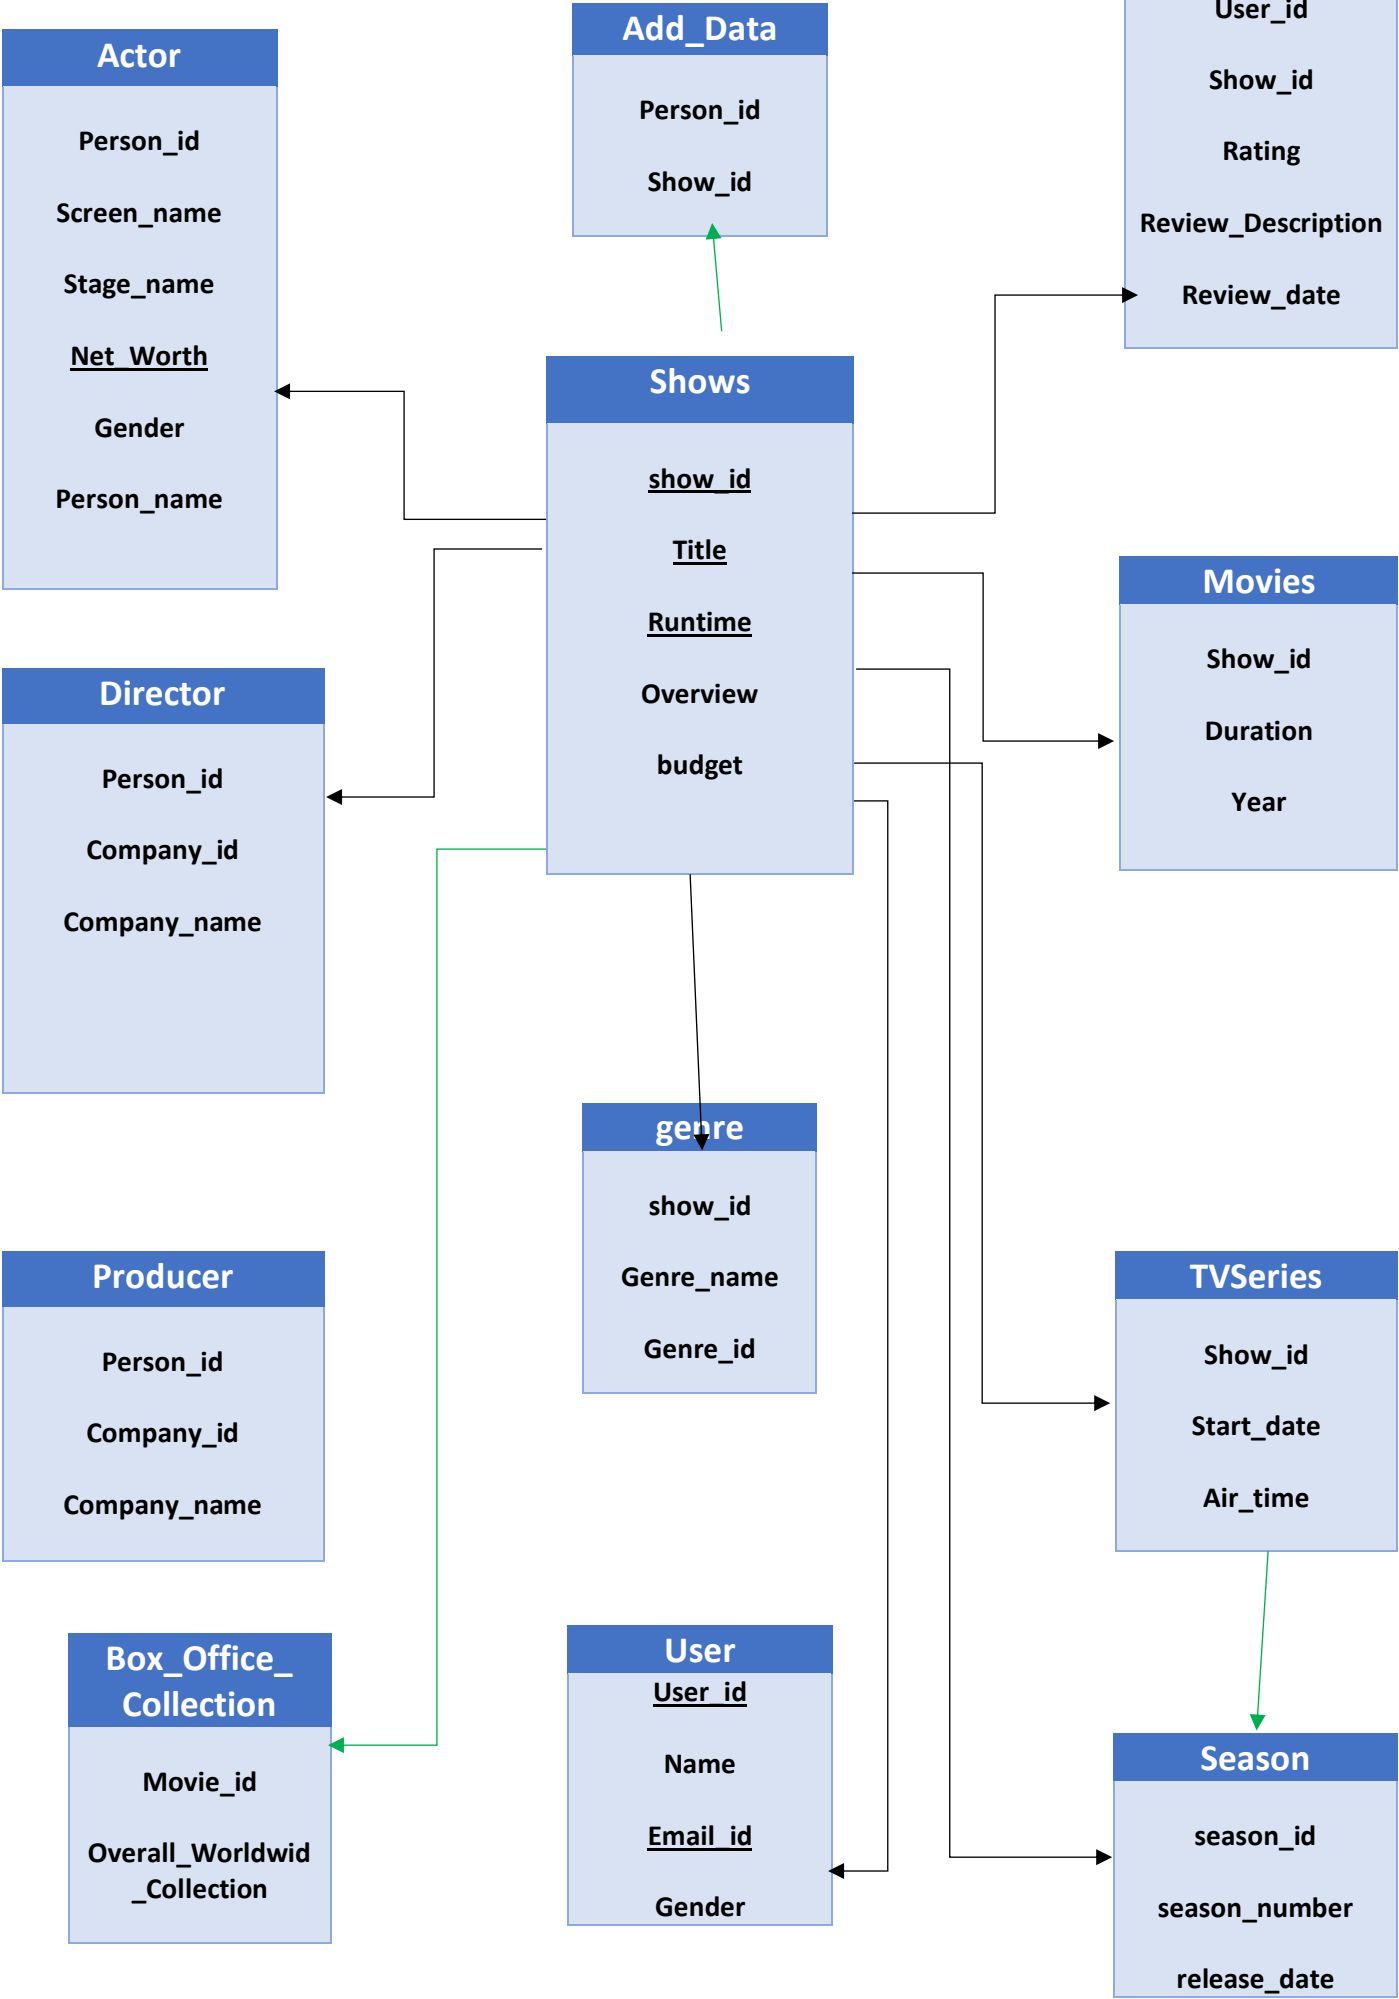 Actor
Person_id
Screen_name
Stage_name
Net_Worth
Gender
Person_name
Add_Data
Person_id
Show_id
User_id
Show_id
Rating
Review_Description
Review_date
Shows
show_id
Title
Runtime
Overview
budget
Movies
Show_id
Duration
Year
Director
Person_id
Company_id
Company_name
genre
show_id
Genre_name
Genre_id
Producer
Person_id
Company_id
Company_name
TVSeries
Show_id
Start_date
Air_time
Box_Office_
Collection
Movie_id
Overall_Worldwid
_Collection
User
User_id
Name
Email_id
Gender
Season
season_id
season_number
release_date